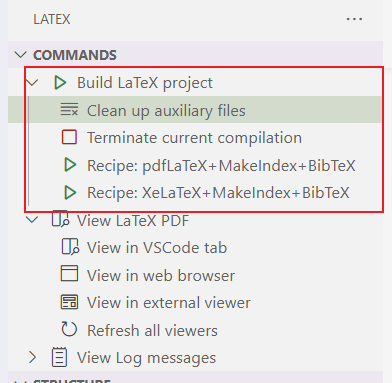 LATEX
COMMANDS
Build LaTeX project
Clean up auxiliary files
Terminate current compilation
Recipe: pdfLaTeX+MakeIndex+BibTeX
Recipe: XeLaTeX+MakeIndex+BibTeX
View LaTeX PDF
View in VSCode tab
View in web browser
View in external viewer
Refresh all viewers
View Log messages
STRUCTURE